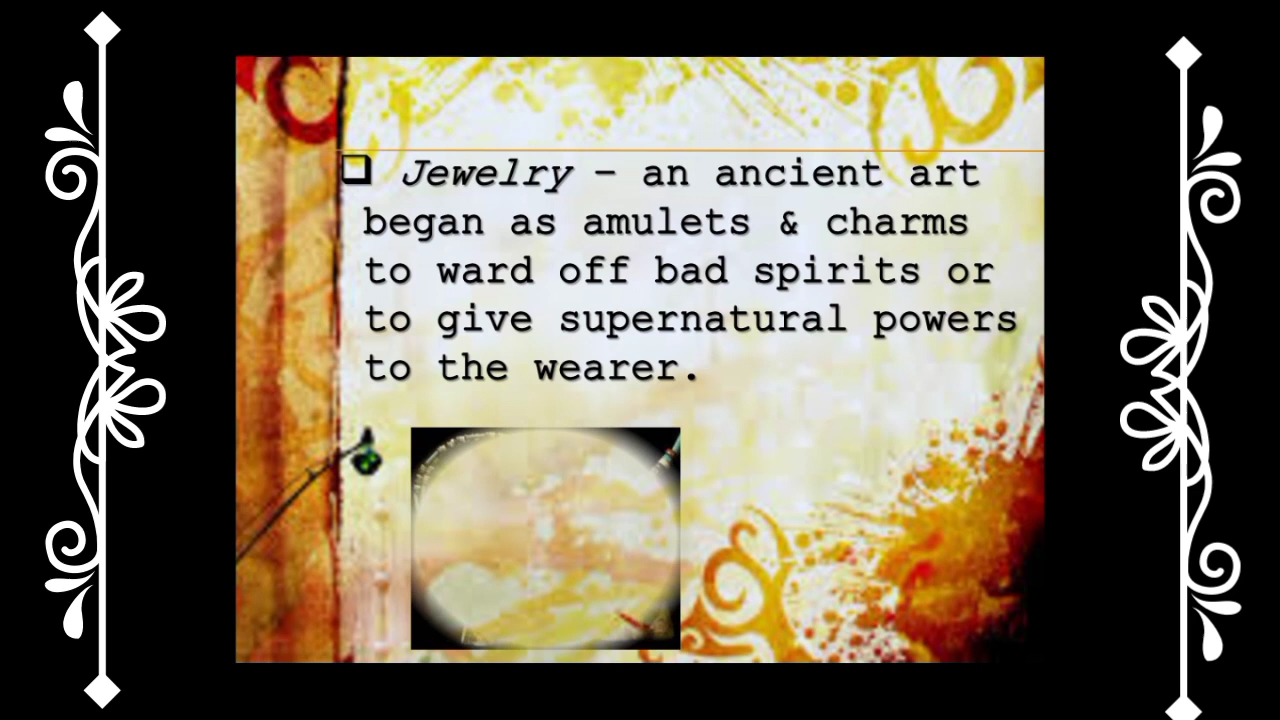 ❑ Jewelry – an ancient art
began as amulets & charms
to ward off bad spirits or
to give supernatural powers
to the wearer.